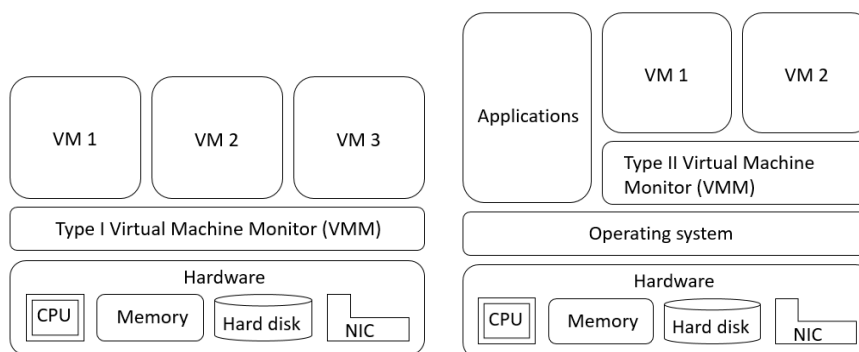 VM 1
VM 2
VM 3
Type I Virtual Machine Monitor (VMM)
Hardware
CPU
Memory
Hard disk
NIC
Applications
VM 1
VM 2
Type II Virtual Machine
Monitor (VMM)
Operating system
Hardware
CPU
Memory
Hard disk
NIC